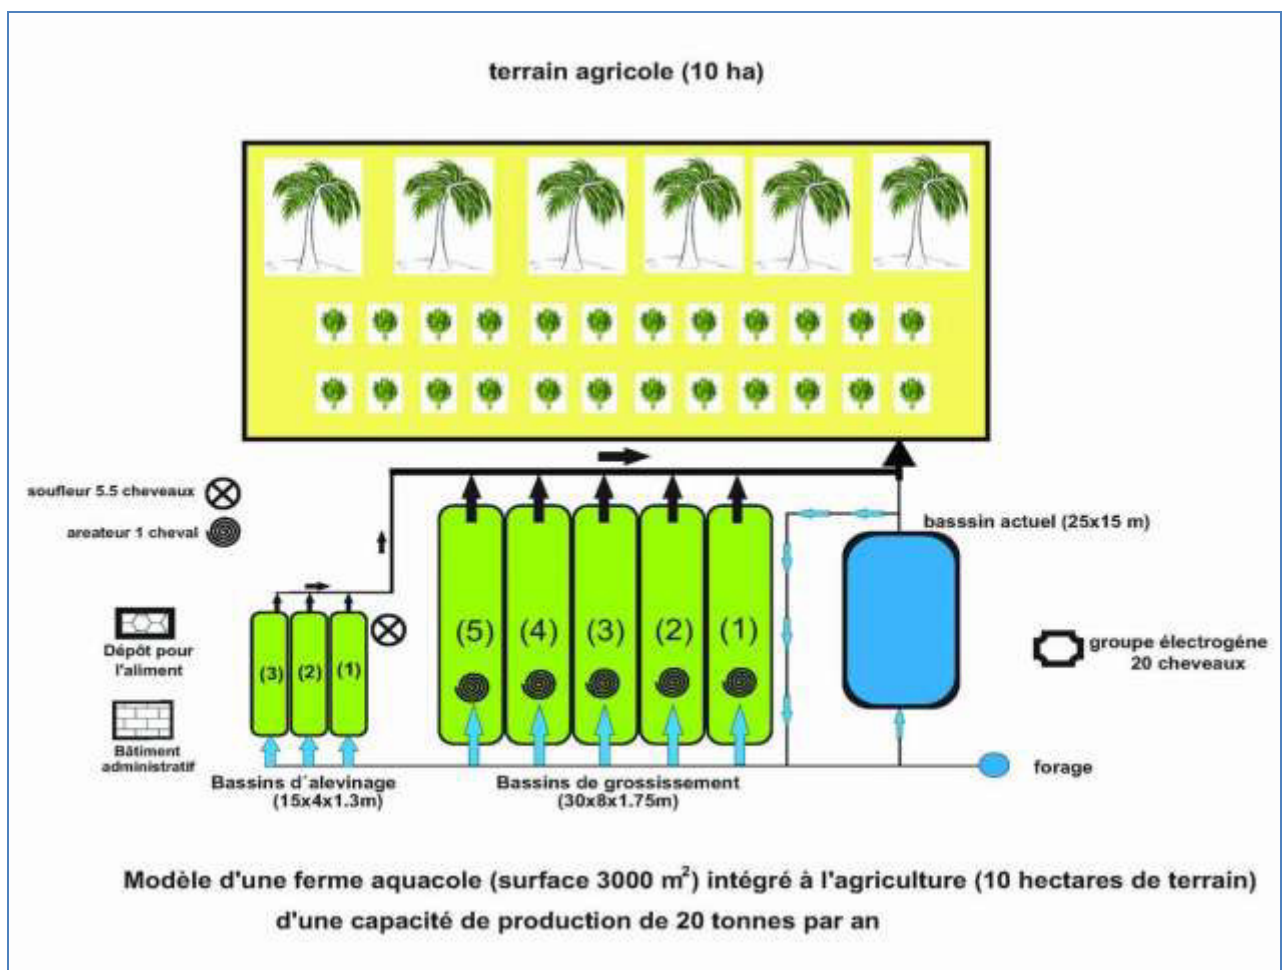 terrain agricole (10 ha)
soufleur 5.5 cheveaux
areateur 1 cheval
basssin actuel (25x15 m)
(5)
(4)
(3)
(2)
(1)
(3)
(2)
(1)
Dépôt pour
l'aliment
groupe électrogéne
20 cheveaux
Bâtiment
administratif
forage
Bassins d´alevinage
(15x4x1.3m)
Bassins de grossissement
(30x8x1.75m)
Modèle d'une ferme aquacole (surface 3000 m²) intégré à l'agriculture (10 hectares de terrain)
d'une capacité de production de 20 tonnes par an